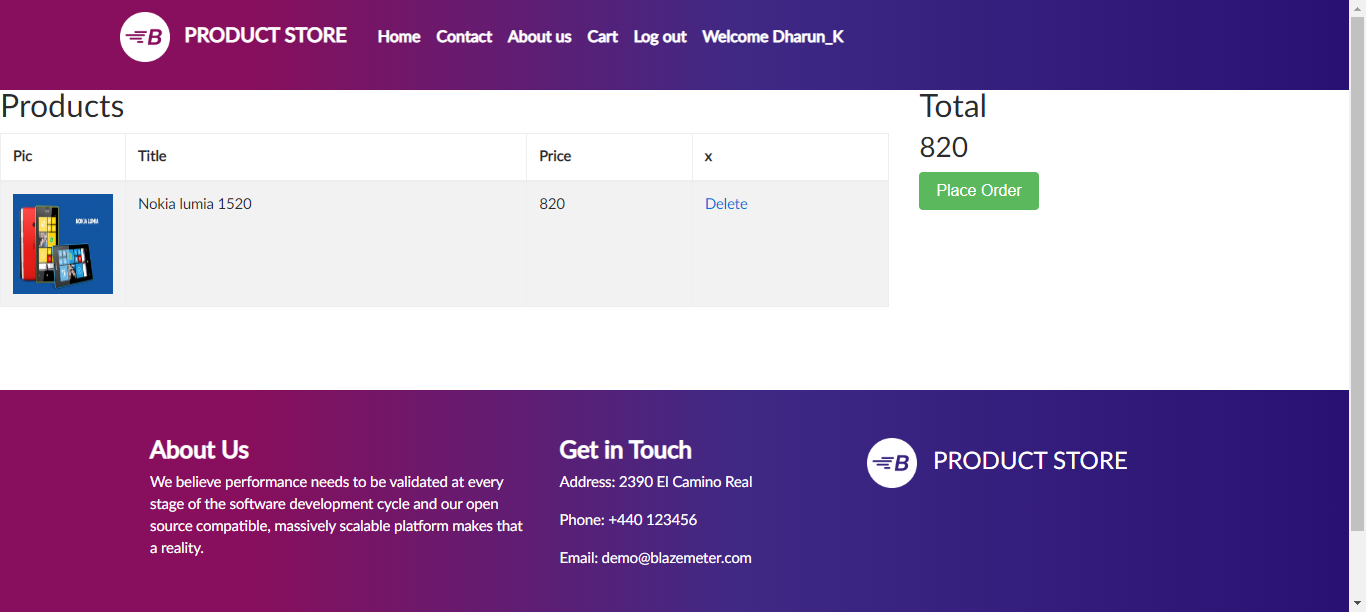 B PRODUCT STORE Home Contact About us Cart Log out Welcome Dharun_K
Products
Pic Title Price x
NOKIA LUMIA
Nokia lumia 1520 820 Delete
Total
820
Place Order
About Us
We believe performance needs to be validated at every
stage of the software development cycle and our open
source compatible, massively scalable platform makes that
a reality.
Get in Touch
Address: 2390 El Camino Real
Phone: +440 123456
Email: demo@blazemeter.com
B PRODUCT STORE